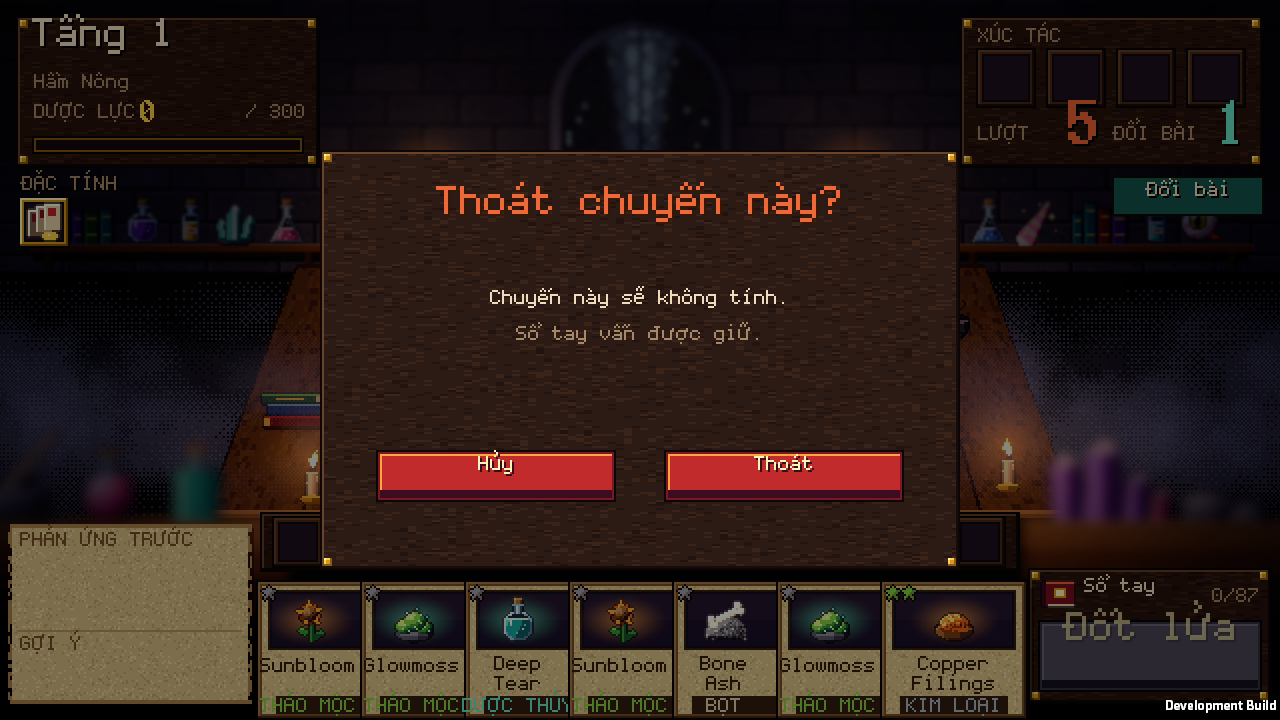 Tầng 1
Hầm Nông
DƯỢC LỰC 0 / 300
ĐẶC TÍNH
XÚC TÁC
LƯỢT 5 ĐỔI BÀI 1
Đổi bài
Thoát chuyến này?
Chuyến này sẽ không tính.
Sổ tay vẫn được giữ.
Hủy
Thoát
PHẢN ỨNG TRƯỚC
GỢI Ý
Sunbloom
THẢO MỘC
Glowmoss
THẢO MỘC
Deep
Tear
DƯỢC THỦY
Sunbloom
THẢO MỘC
Bone
Ash
BỘT
Glowmoss
THẢO MỘC
Copper
Filings
KIM LOẠI
Sổ tay
0/87
Đốt lửa
Development Build